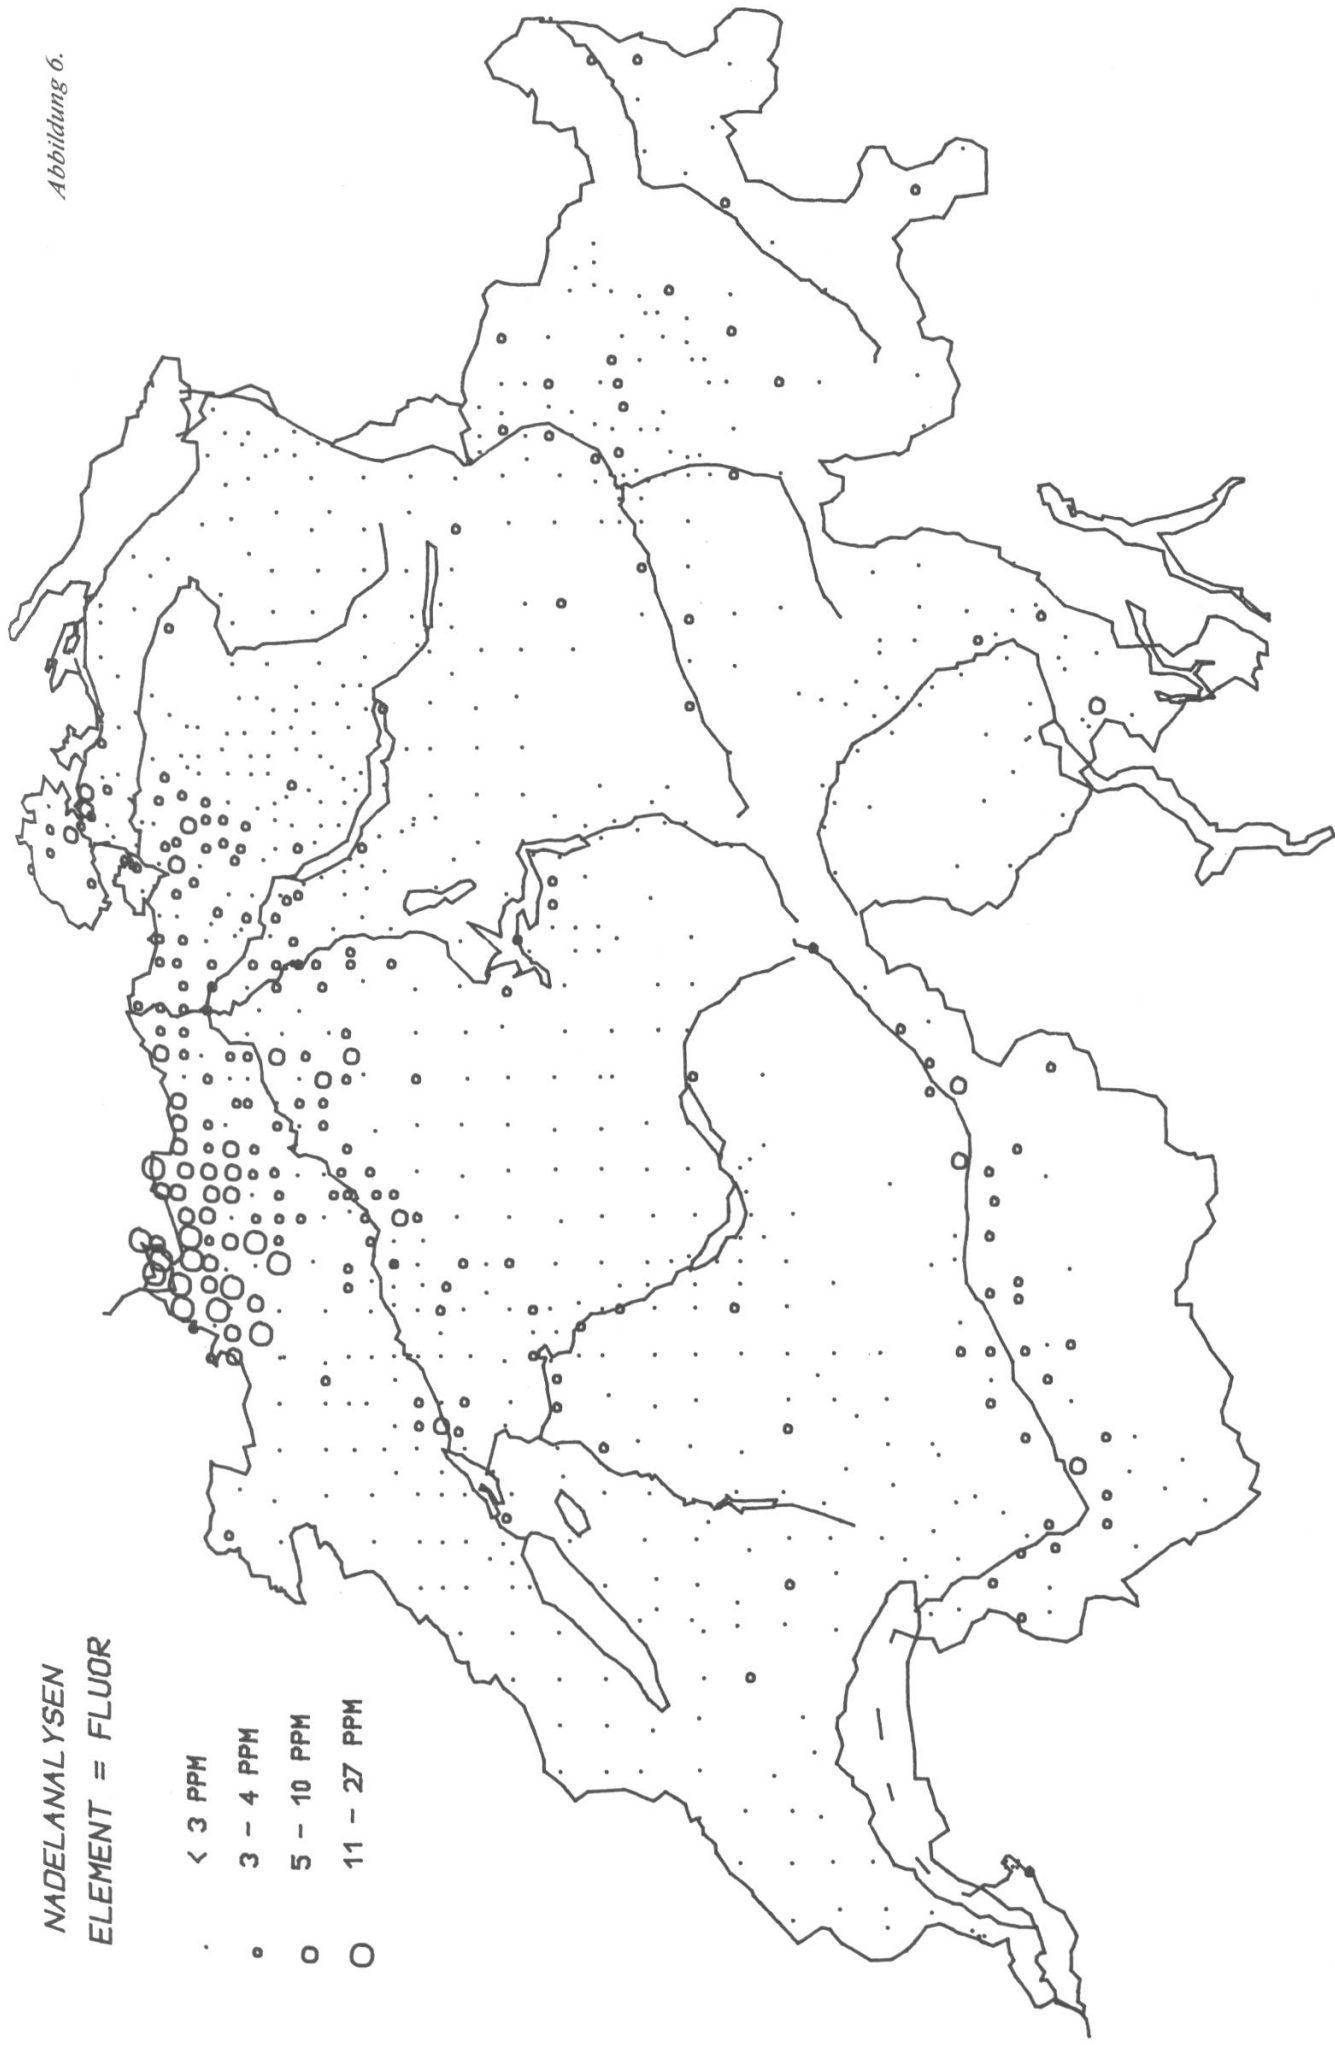 Abbildung 6.
NADELANALYSEN
ELEMENT = FLUOR
< 3 PPM
3 - 4 PPM
5 - 10 PPM
11 - 27 PPM